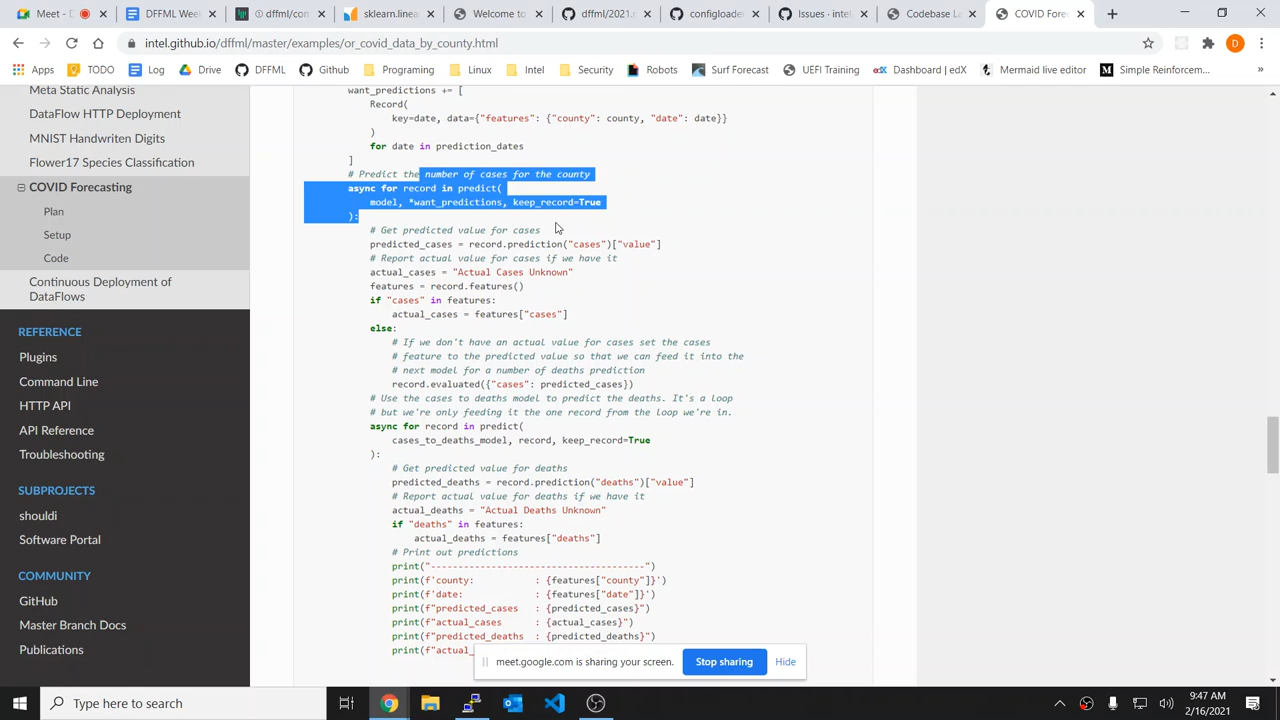 Meet - D
DFFML Week
dffml/con
sklearn.linea
Welcome to
dffml/2021.m
configloader
Issues - intel
Codebase La
COVID Forec
intel.github.io/dffml/master/examples/or_covid_data_by_county.html
D
Apps
TODO
Log
Drive
DFFML
Github
Programing
Linux
Intel
Security
Robots
Surf Forecast
UEFI Training
Dashboard | edX
Mermaid live editor
Simple Reinforcem...
»
Meta Static Analysis
DataFlow HTTP Deployment
MNIST Handwriten Digits
Flower17 Species Classification
COVID Forecasting
Plan
Setup
Code
Continuous Deployment of
DataFlows
REFERENCE
Plugins
Command Line
HTTP API
API Reference
Troubleshooting
SUBPROJECTS
shouldi
Software Portal
COMMUNITY
GitHub
Master Branch Docs
Publications
want_predictions += [
Record(
key=date, data={"features": {"county": county, "date": date}}
)
for date in prediction_dates
]
# Predict the number of cases for the county
async for record in predict(
model, *want_predictions, keep_record=True
):
# Get predicted value for cases
predicted_cases = record.prediction("cases")["value"]
# Report actual value for cases if we have it
actual_cases = "Actual Cases Unknown"
features = record.features()
if "cases" in features:
actual_cases = features["cases"]
else:
# If we don't have an actual value for cases set the cases
# feature to the predicted value so that we can feed it into the
# next model for a number of deaths prediction
record.evaluated({"cases": predicted_cases})
# Use the cases to deaths model to predict the deaths. It's a loop
# but we're only feeding it the one record from the loop we're in.
async for record in predict(
cases_to_deaths_model, record, keep_record=True
):
# Get predicted value for deaths
predicted_deaths = record.prediction("deaths")["value"]
# Report actual value for deaths if we have it
actual_deaths = "Actual Deaths Unknown"
if "deaths" in features:
actual_deaths = features["deaths"]
# Print out predictions
print("---------------------------------------")
print(f'county: : {features["county"]}')
print(f'date: : {features["date"]}')
print(f"predicted_cases : {predicted_cases}")
print(f"actual_cases : {actual_cases}")
print(f"predicted_deaths : {predicted_deaths}")
print(f"actual_
meet.google.com is sharing your screen.
Stop sharing
Hide
Type here to search
9:47 AM
2/16/2021